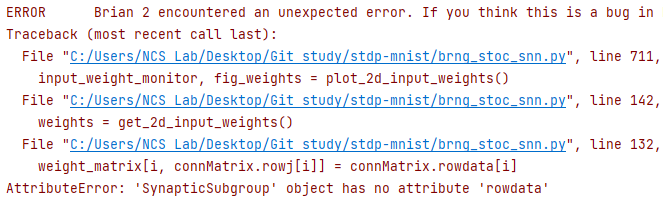 ERROR      Brian 2 encountered an unexpected error. If you think this is a bug in
Traceback (most recent call last):
  File "C:/Users/NCS Lab/Desktop/Git study/stdp-mnist/brnq_stoc_snn.py", line 711,
    input_weight_monitor, fig_weights = plot_2d_input_weights()
  File "C:/Users/NCS Lab/Desktop/Git study/stdp-mnist/brnq_stoc_snn.py", line 142,
    weights = get_2d_input_weights()
  File "C:/Users/NCS Lab/Desktop/Git study/stdp-mnist/brnq_stoc_snn.py", line 132,
    weight_matrix[i, connMatrix.rowj[i]] = connMatrix.rowdata[i]
AttributeError: 'SynapticSubgroup' object has no attribute 'rowdata'